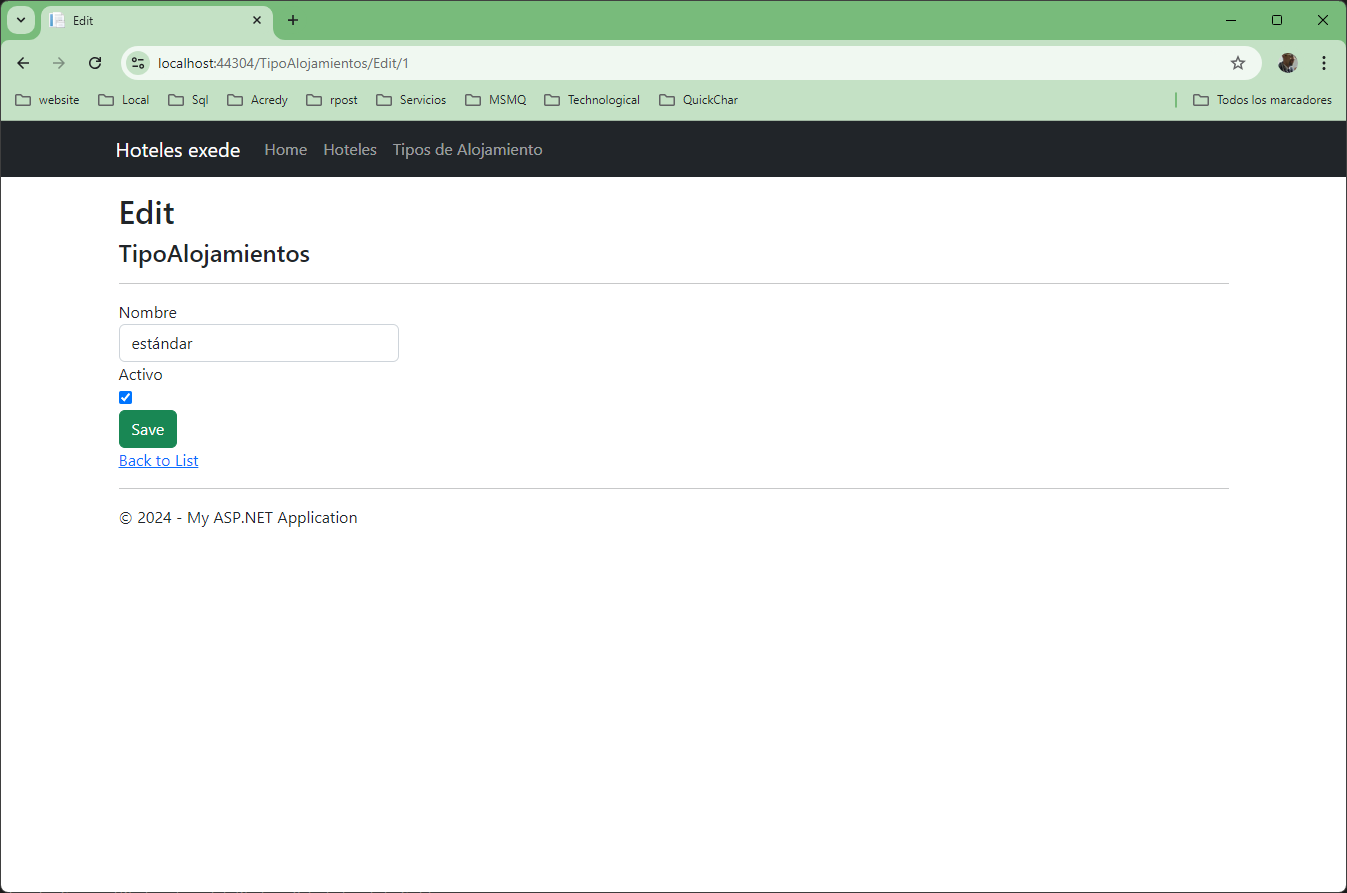 Edit
localhost:44304/TipoAlojamientos/Edit/1
website Local Sql Acredy rpost Servicios MSMQ Technological QuickChar Todos los marcadores
Hoteles exede Home Hoteles Tipos de Alojamiento
Edit
TipoAlojamientos
Nombre
estándar
Activo
Save
Back to List
© 2024 - My ASP.NET Application